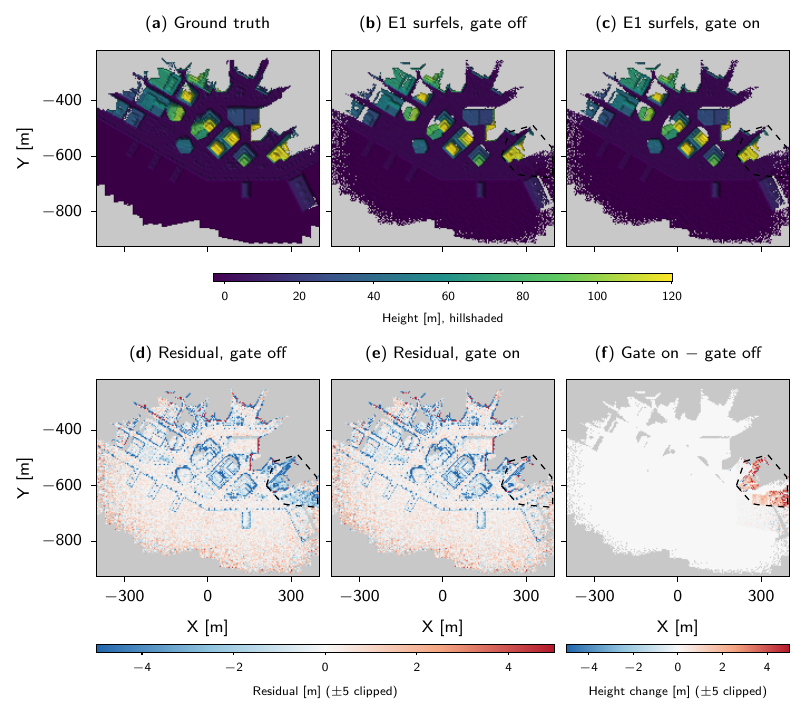 (a) Ground truth
(b) E1 surfels, gate off
(c) E1 surfels, gate on
Y [m]
−400
−600
−800
0
20
40
60
80
100
120
Height [m], hillshaded
(d) Residual, gate off
(e) Residual, gate on
(f) Gate on − gate off
Y [m]
−400
−600
−800
−300
0
300
−300
0
300
−300
0
300
X [m]
X [m]
X [m]
−4
−2
0
2
4
−4
−2
0
2
4
Residual [m] (±5 clipped)
Height change [m] (±5 clipped)